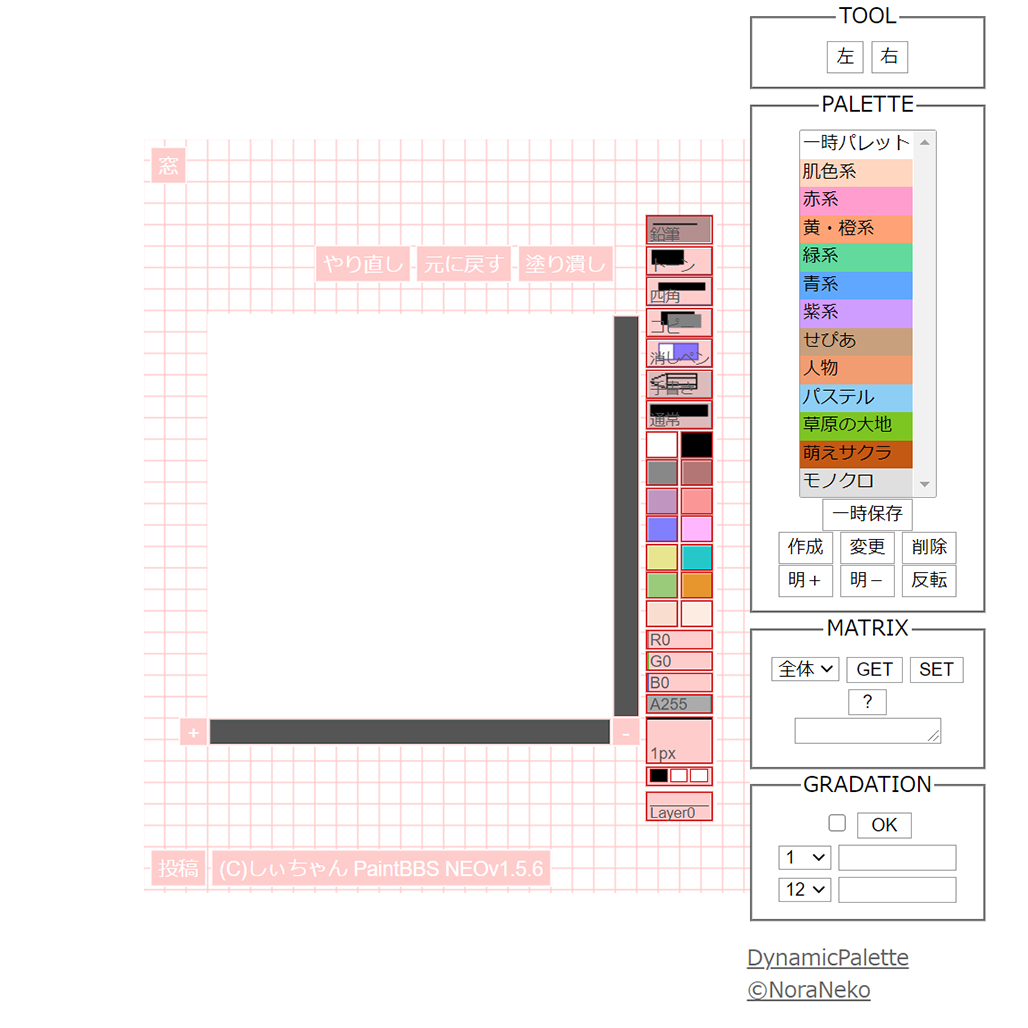 窓
やり直し 元に戻す 塗り潰し
鉛筆
トーン
四角
コピー
消しペン
手書き
通常
R0
G0
B0
A255
+
-
1px
Layer0
投稿 (C)しぃちゃん PaintBBS NEOv1.5.6
TOOL
左 右
PALETTE
一時パレット
肌色系
赤系
黄・橙系
緑系
青系
紫系
せぴあ
人物
パステル
草原の大地
萌えサクラ
モノクロ
一時保存
作成 変更 削除
明+ 明− 反転
MATRIX
全体 GET SET
?
GRADATION
OK
1
12
DynamicPalette
©NoraNeko